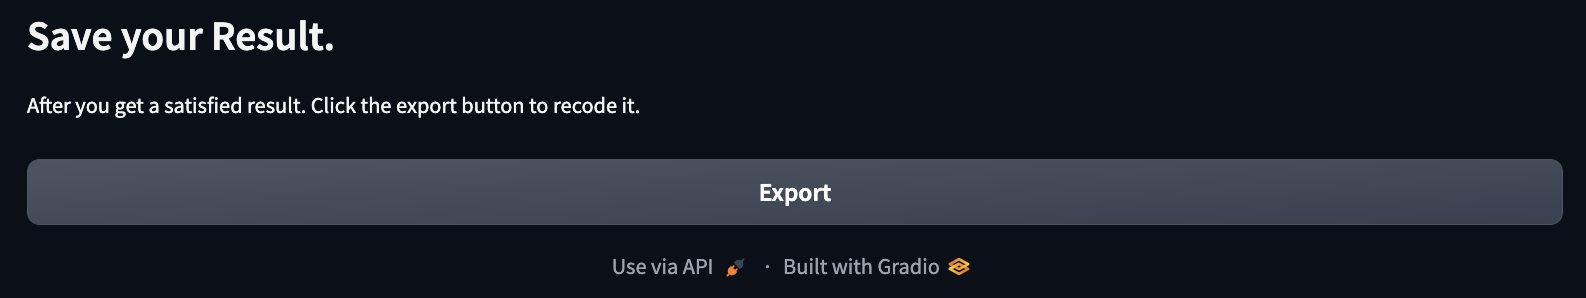 Save your Result.
After you get a satisfied result. Click the export button to recode it.
Export
Use via API · Built with Gradio